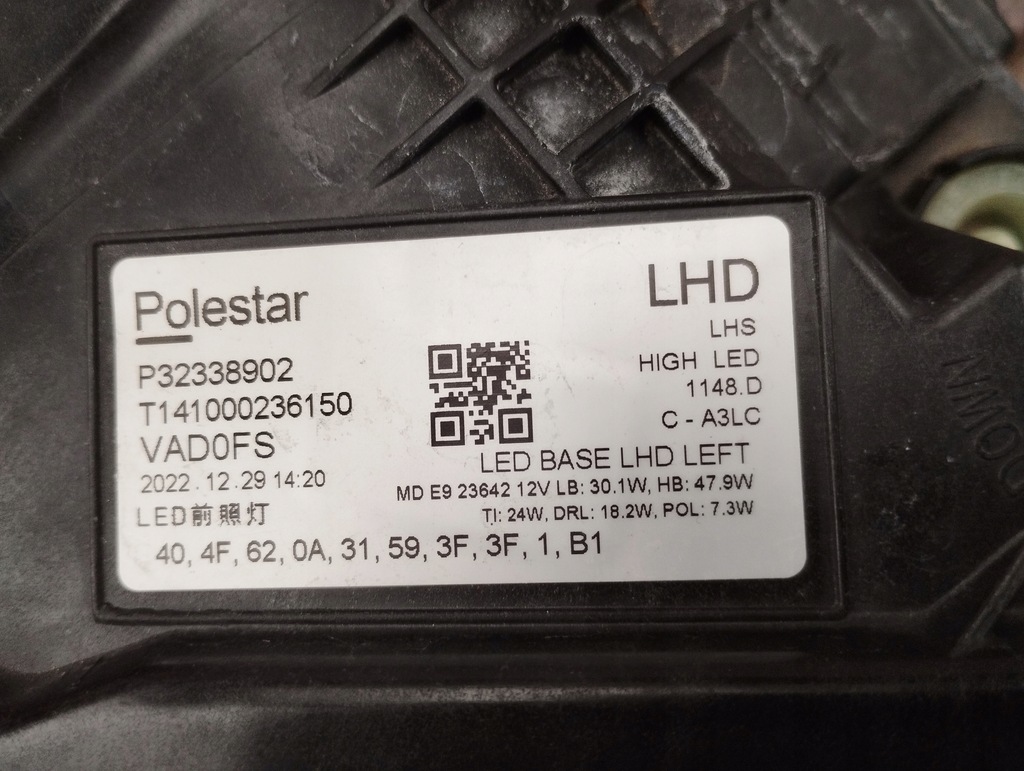 Polestar
P32338902
T141000236150
VAD0FS
2022.12.29 14:20
LED前照灯
LHD
LHS
HIGH LED
1148.D
C - A3LC
LED BASE LHD LEFT
MD E9 23642 12V LB: 30.1W, HB: 47.9W
TI: 24W, DRL: 18.2W, POL: 7.3W
40, 4F, 62, 0A, 31, 59, 3F, 3F, 1, B1